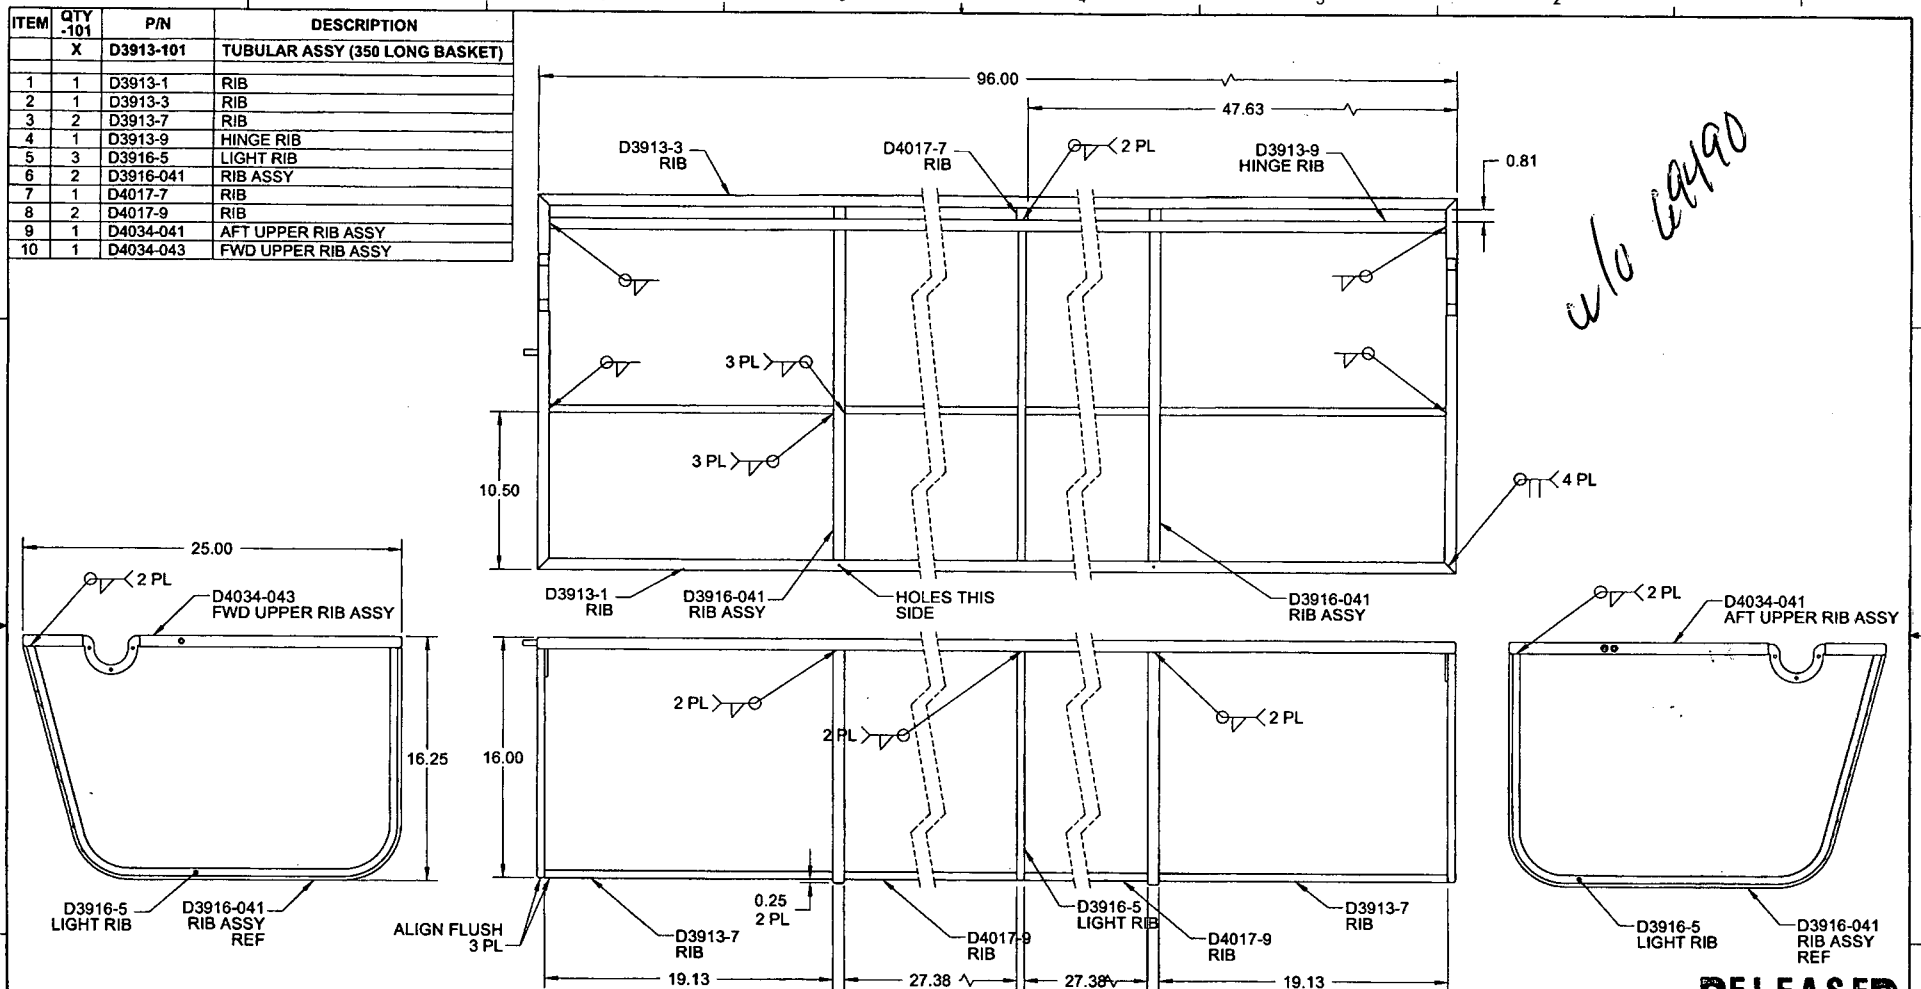 ITEM QTY -101 P/N DESCRIPTION
X D3913-101 TUBULAR ASSY (350 LONG BASKET)
1 1 D3913-1 RIB
2 1 D3913-3 RIB
3 2 D3913-7 RIB
4 1 D3913-9 HINGE RIB
5 3 D3916-5 LIGHT RIB
6 2 D3916-041 RIB ASSY
7 1 D4017-7 RIB
8 2 D4017-9 RIB
9 1 D4034-041 AFT UPPER RIB ASSY
10 1 D4034-043 FWD UPPER RIB ASSY
96.00
47.63
D3913-3
RIB
D4017-7
RIB
2 PL
D3913-9
HINGE RIB
0.81
w/o 69490
3 PL
3 PL
10.50
4 PL
D3913-1
RIB
D3916-041
RIB ASSY
HOLES THIS
SIDE
D3916-041
RIB ASSY
25.00
2 PL
D4034-043
FWD UPPER RIB ASSY
16.25
D3916-5
LIGHT RIB
D3916-041
RIB ASSY
REF
16.00
2 PL
2 PL
2 PL
ALIGN FLUSH
3 PL
D3913-7
RIB
0.25
2 PL
D4017-9
RIB
D3916-5
LIGHT RIB
D4017-9
RIB
D3913-7
RIB
19.13
27.38
27.38
19.13
2 PL
D4034-041
AFT UPPER RIB ASSY
D3916-5
LIGHT RIB
D3916-041
RIB ASSY
REF
RELEASED